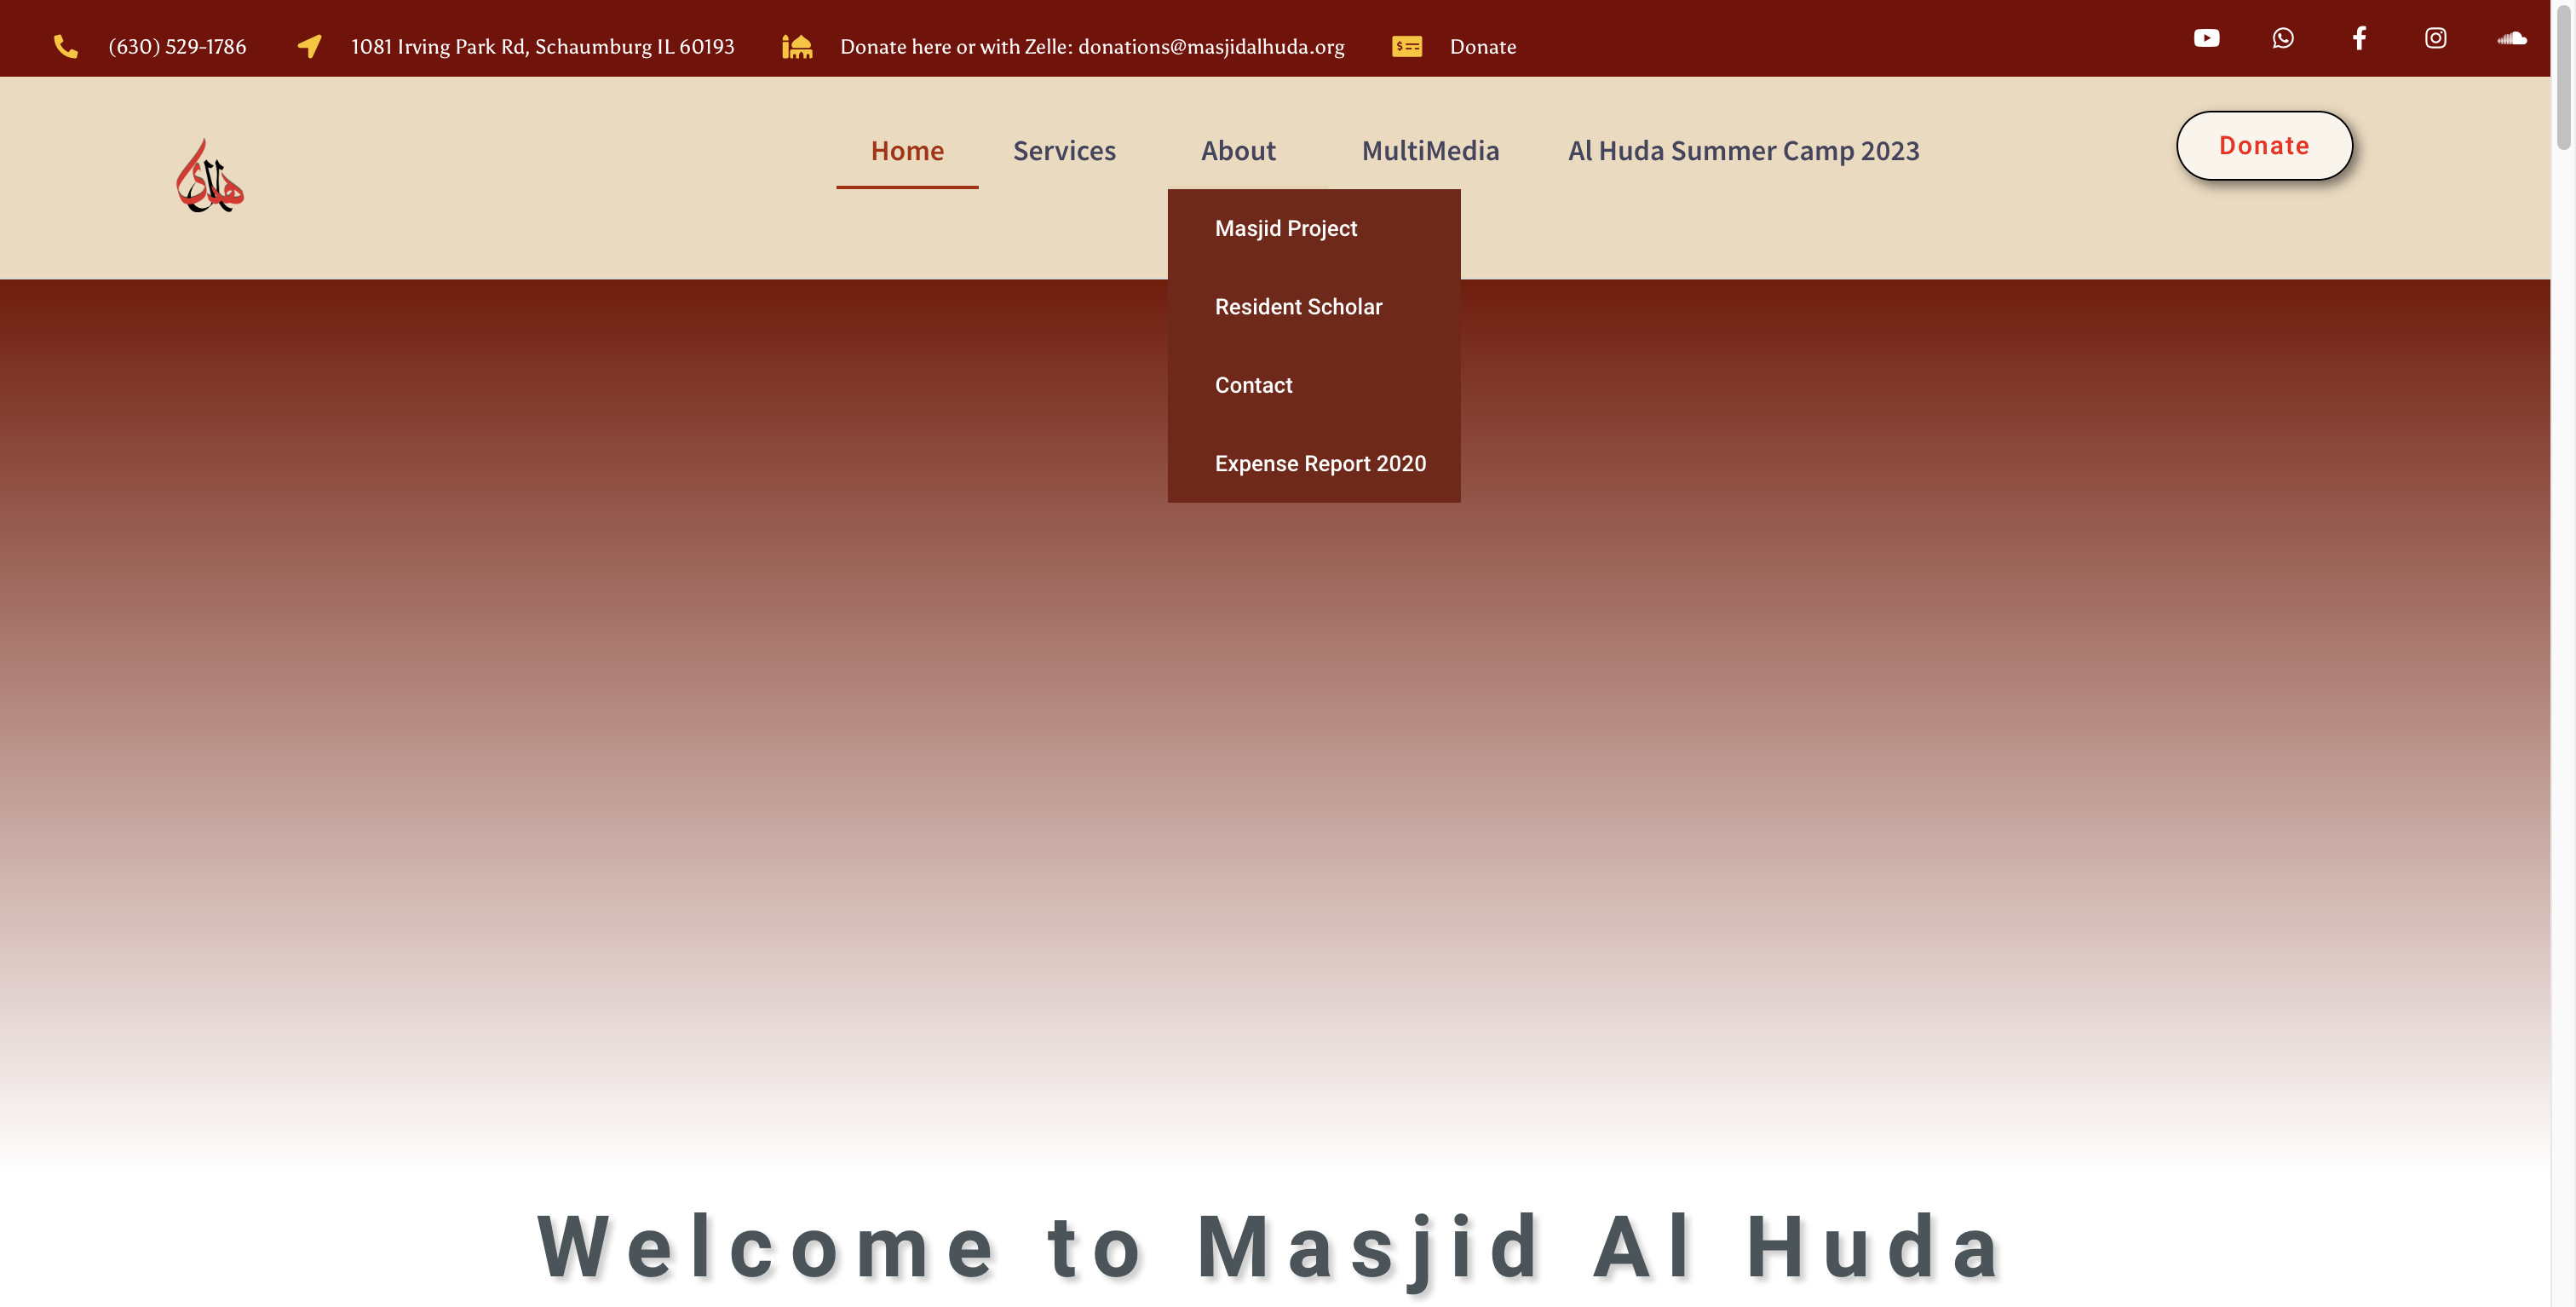 (630) 529-1786
1081 Irving Park Rd, Schaumburg IL 60193
Donate here or with Zelle: donations@masjidalhuda.org
Donate
الهدى
Home
Services
About
MultiMedia
Al Huda Summer Camp 2023
Donate
Masjid Project
Resident Scholar
Contact
Expense Report 2020
Welcome to Masjid Al Huda